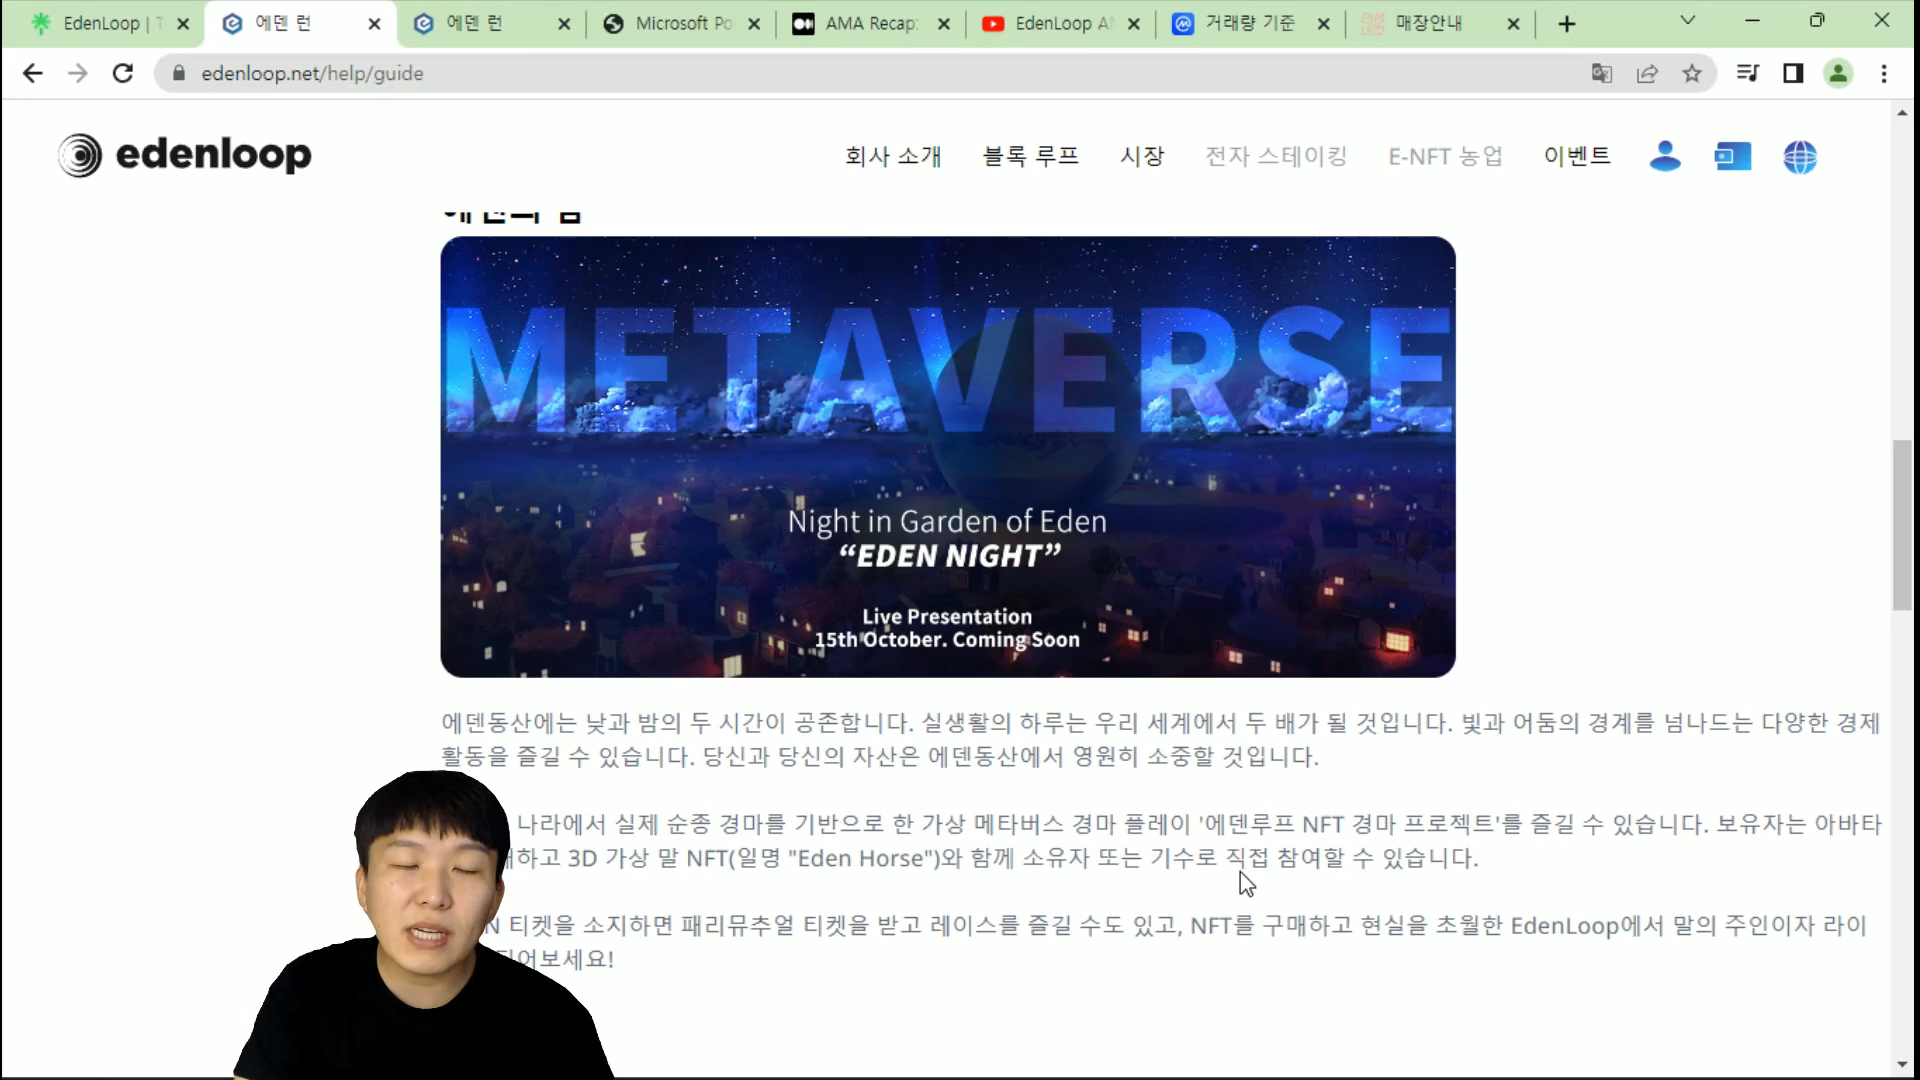 EdenLoop | T
에덴 런
에덴 런
Microsoft Po
AMA Recap:
EdenLoop AM
거래량 기준
매장안내
edenloop.net/help/guide
edenloop
회사 소개
블록 루프
시장
전자 스테이킹
E-NFT 농업
이벤트
METAVERSE
Night in Garden of Eden
“EDEN NIGHT”
Live Presentation
15th October. Coming Soon
에덴동산에는 낮과 밤의 두 시간이 공존합니다. 실생활의 하루는 우리 세계에서 두 배가 될 것입니다. 빛과 어둠의 경계를 넘나드는 다양한 경제
활동을 즐길 수 있습니다. 당신과 당신의 자산은 에덴동산에서 영원히 소중할 것입니다.
나라에서 실제 순종 경마를 기반으로 한 가상 메타버스 경마 플레이 '에덴루프 NFT 경마 프로젝트'를 즐길 수 있습니다. 보유자는 아바타
하고 3D 가상 말 NFT(일명 "Eden Horse")와 함께 소유자 또는 기수로 직접 참여할 수 있습니다.
N 티켓을 소지하면 패리뮤추얼 티켓을 받고 레이스를 즐길 수도 있고, NFT를 구매하고 현실을 초월한 EdenLoop에서 말의 주인이자 라이
되어보세요!